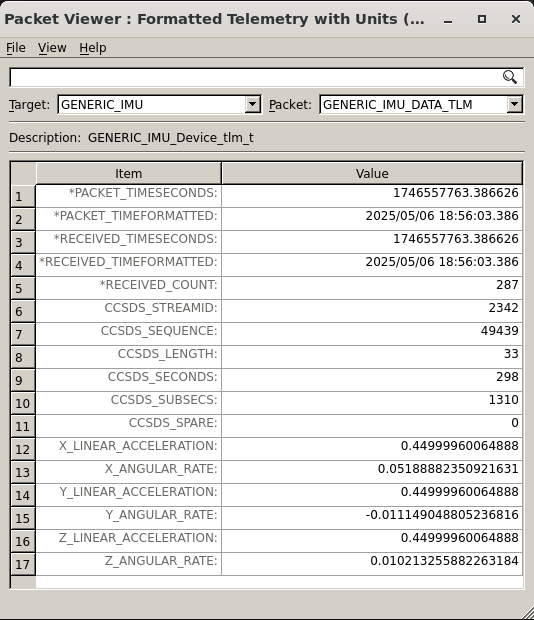 Packet Viewer : Formatted Telemetry with Units (...
File View Help
Target: GENERIC_IMU Packet: GENERIC_IMU_DATA_TLM
Description: GENERIC_IMU_Device_tlm_t
Item Value
1 *PACKET_TIMESECONDS: 1746557763.386626
2 *PACKET_TIMEFORMATTED: 2025/05/06 18:56:03.386
3 *RECEIVED_TIMESECONDS: 1746557763.386626
4 *RECEIVED_TIMEFORMATTED: 2025/05/06 18:56:03.386
5 *RECEIVED_COUNT: 287
6 CCSDS_STREAMID: 2342
7 CCSDS_SEQUENCE: 49439
8 CCSDS_LENGTH: 33
9 CCSDS_SECONDS: 298
10 CCSDS_SUBSECS: 1310
11 CCSDS_SPARE: 0
12 X_LINEAR_ACCELERATION: 0.44999960064888
13 X_ANGULAR_RATE: 0.05188882350921631
14 Y_LINEAR_ACCELERATION: 0.44999960064888
15 Y_ANGULAR_RATE: -0.011149048805236816
16 Z_LINEAR_ACCELERATION: 0.44999960064888
17 Z_ANGULAR_RATE: 0.010213255882263184